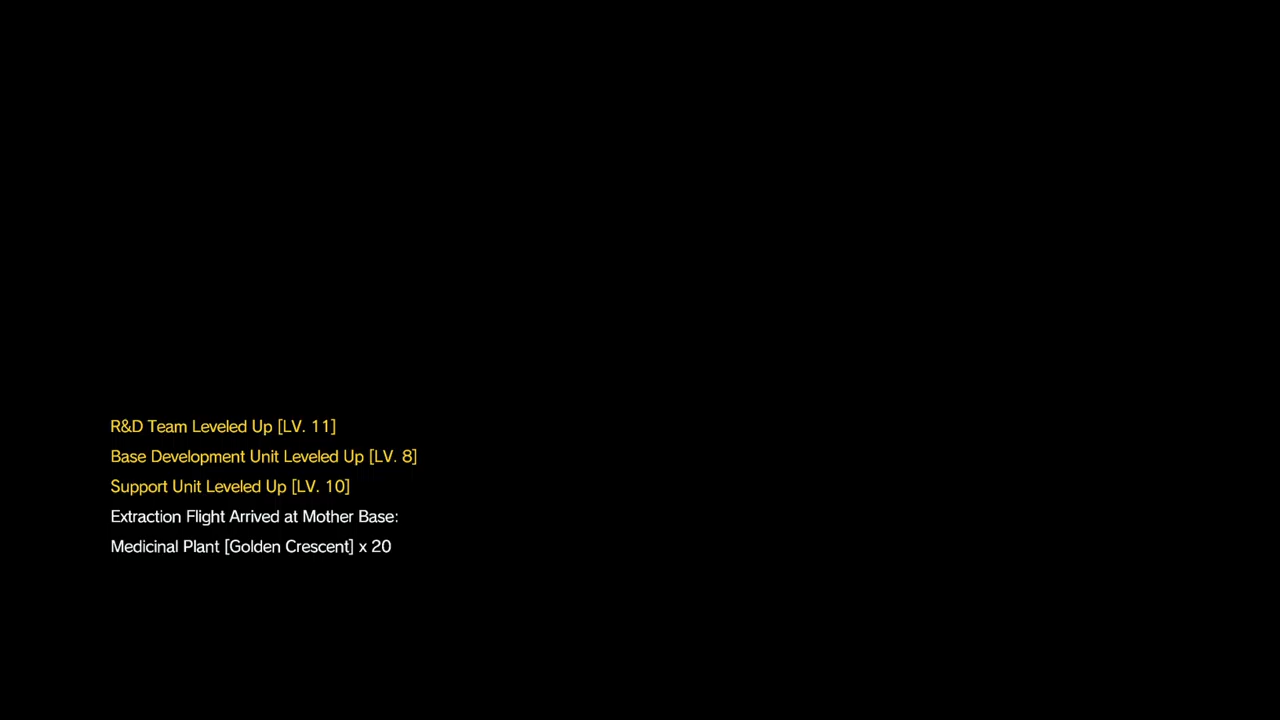 R&D Team Leveled Up [LV. 11]
Base Development Unit Leveled Up [LV. 8]
Support Unit Leveled Up [LV. 10]
Extraction Flight Arrived at Mother Base:
Medicinal Plant [Golden Crescent] x 20